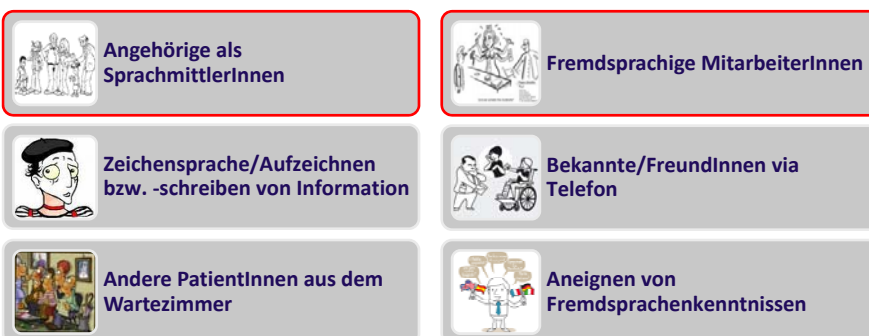 Angehörige als
SprachmittlerInnen
Fremdsprachige MitarbeiterInnen
Zeichensprache/Aufzeichnen
bzw. -schreiben von Information
Bekannte/FreundInnen via
Telefon
Andere PatientInnen aus dem
Wartezimmer
Aneignen von
Fremdsprachenkenntnissen